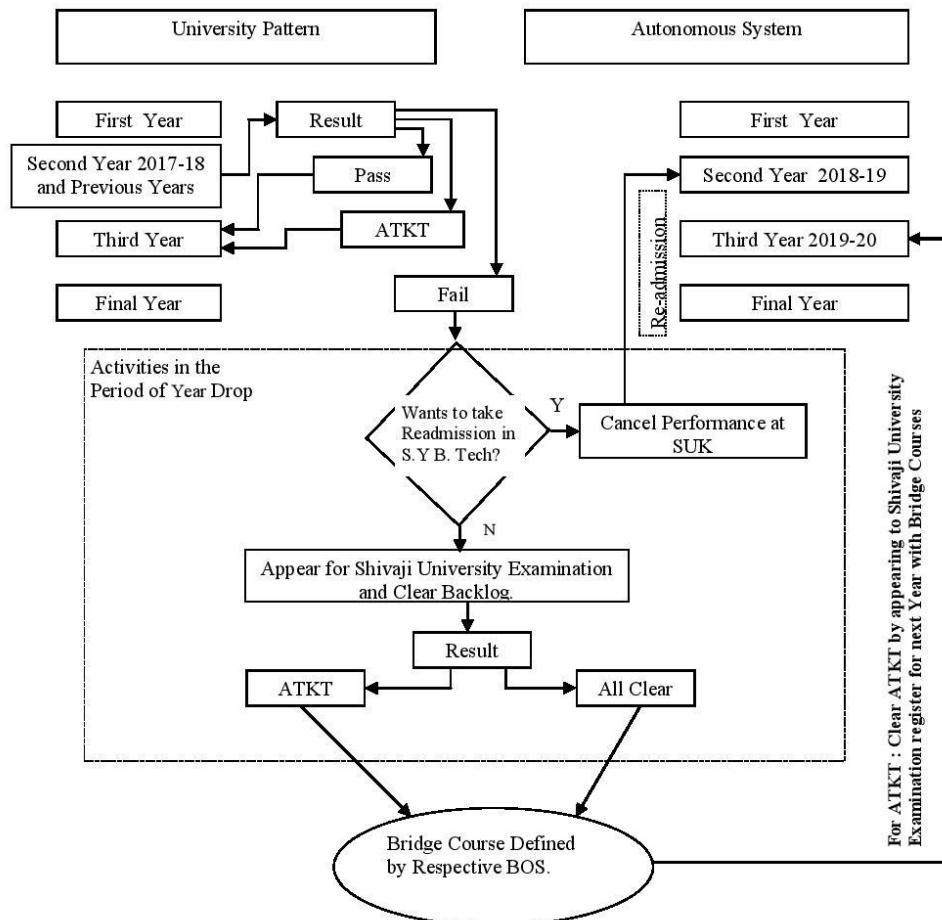 University Pattern
Autonomous System
First  Year
Result
First  Year
Second Year 2017-18
and Previous Years
Pass
Second Year  2018-19
Third Year
ATKT
Re-admission
Third Year 2019-20
Final Year
Fail
Final Year
Activities in the
Period of Year Drop
Wants to take
Readmission in
S.Y B. Tech?
Y
Cancel Performance at
SUK
N
Appear for Shivaji University Examination
and Clear Backlog.
Result
ATKT
All Clear
For ATKT : Clear ATKT by appearing to Shivaji University
Examination register for next Year with Bridge Courses
Bridge Course Defined
by Respective BOS.